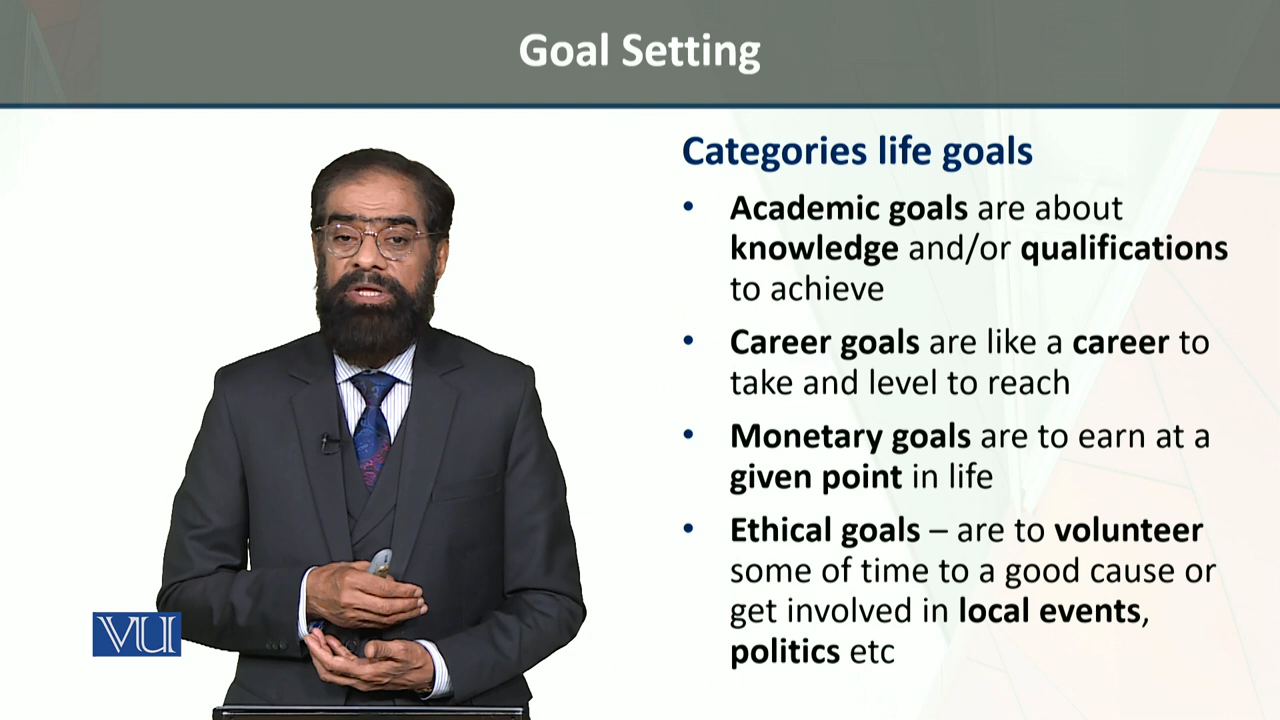 Goal Setting
Categories life goals
• Academic goals are about
knowledge and/or qualifications
to achieve
• Career goals are like a career to
take and level to reach
• Monetary goals are to earn at a
given point in life
• Ethical goals – are to volunteer
some of time to a good cause or
get involved in local events,
politics etc
VU